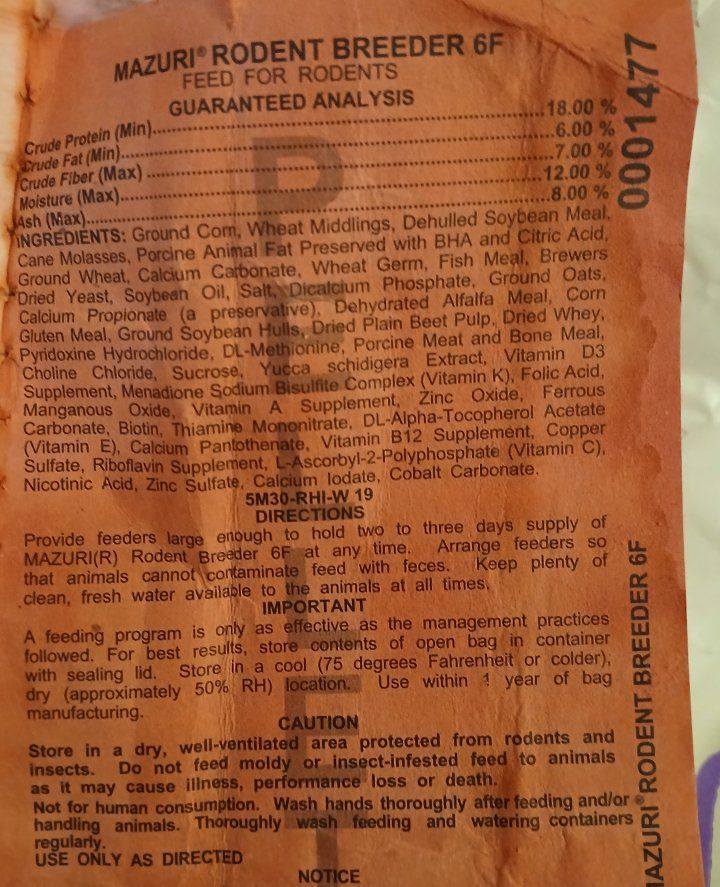 MAZURI® RODENT BREEDER 6F
FEED FOR RODENTS
GUARANTEED ANALYSIS
Crude Protein (Min)..........18.00 %
Crude Fat (Min)..........6.00 %
Crude Fiber (Max)..........7.00 %
Moisture (Max)..........12.00 %
Ash (Max)..........8.00 %
INGREDIENTS: Ground Corn, Wheat Middlings, Dehulled Soybean Meal,
Cane Molasses, Porcine Animal Fat Preserved with BHA and Citric Acid,
Ground Wheat, Calcium Carbonate, Wheat Germ, Fish Meal, Brewers
Dried Yeast, Soybean Oil, Salt, Dicalcium Phosphate, Ground Oats,
Calcium Propionate (a preservative), Dehydrated Alfalfa Meal, Corn
Gluten Meal, Ground Soybean Hulls, Dried Plain Beet Pulp, Dried Whey,
Pyridoxine Hydrochloride, DL-Methionine, Porcine Meat and Bone Meal,
Choline Chloride, Sucrose, Yucca schidigera Extract, Vitamin D3
Supplement, Menadione Sodium Bisulfite Complex (Vitamin K), Folic Acid,
Manganous Oxide, Vitamin A Supplement, Zinc Oxide, Ferrous
Carbonate, Biotin, Thiamine Mononitrate, DL-Alpha-Tocopherol Acetate
(Vitamin E), Calcium Pantothenate, Vitamin B12 Supplement, Copper
Sulfate, Riboflavin Supplement, L-Ascorbyl-2-Polyphosphate (Vitamin C),
Nicotinic Acid, Zinc Sulfate, Calcium Iodate, Cobalt Carbonate.
5M30-RHI-W 19
DIRECTIONS
Provide feeders large enough to hold two to three days supply of
MAZURI(R) Rodent Breeder 6F at any time. Arrange feeders so
that animals cannot contaminate feed with feces. Keep plenty of
clean, fresh water available to the animals at all times.
IMPORTANT
A feeding program is only as effective as the management practices
followed. For best results, store contents of open bag in container
with sealing lid. Store in a cool (75 degrees Fahrenheit or colder),
dry (approximately 50% RH) location. Use within 1 year of bag
manufacturing.
CAUTION
Store in a dry, well-ventilated area protected from rodents and
insects. Do not feed moldy or insect-infested feed to animals
as it may cause illness, performance loss or death.
Not for human consumption. Wash hands thoroughly after feeding and/or
handling animals. Thoroughly wash feeding and watering containers
regularly.
USE ONLY AS DIRECTED
NOTICE
0001477
MAZURI® RODENT BREEDER 6F